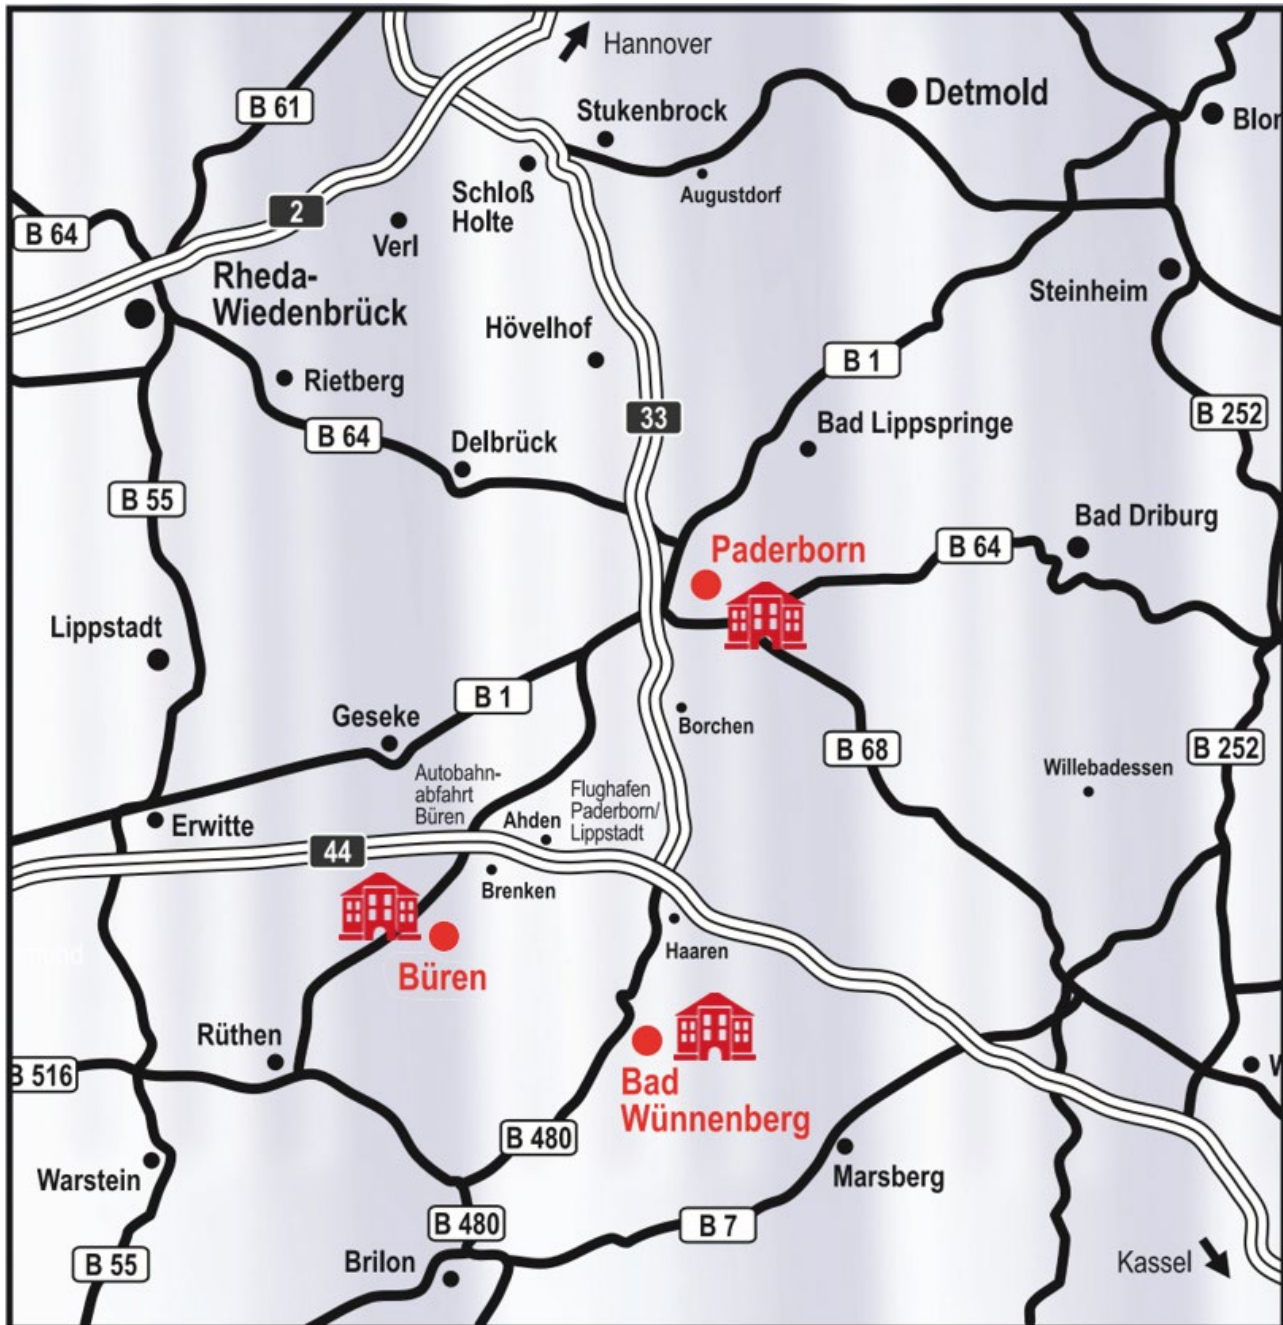 Hannover
B 61
Detmold
Stukenbrock
Blor
Schloß
Holte
Augustdorf
2
B 64
Verl
Rheda-
Wiedenbrück
Steinheim
Hövelhof
B 1
Rietberg
33
B 252
B 64
Bad Lippspringe
Delbrück
B 55
Bad Driburg
Paderborn
B 64
Lippstadt
B 1
Geseke
Borchen
B 68
B 252
Willebadessen
Autobahn-
abfahrt
Büren
Flughafen
Paderborn/
Lippstadt
Ahden
Erwitte
44
Brenken
Haaren
Büren
Rüthen
B 516
Bad
Wünnenberg
W
B 480
Warstein
Marsberg
B 480
B 7
B 55
Brilon
Kassel